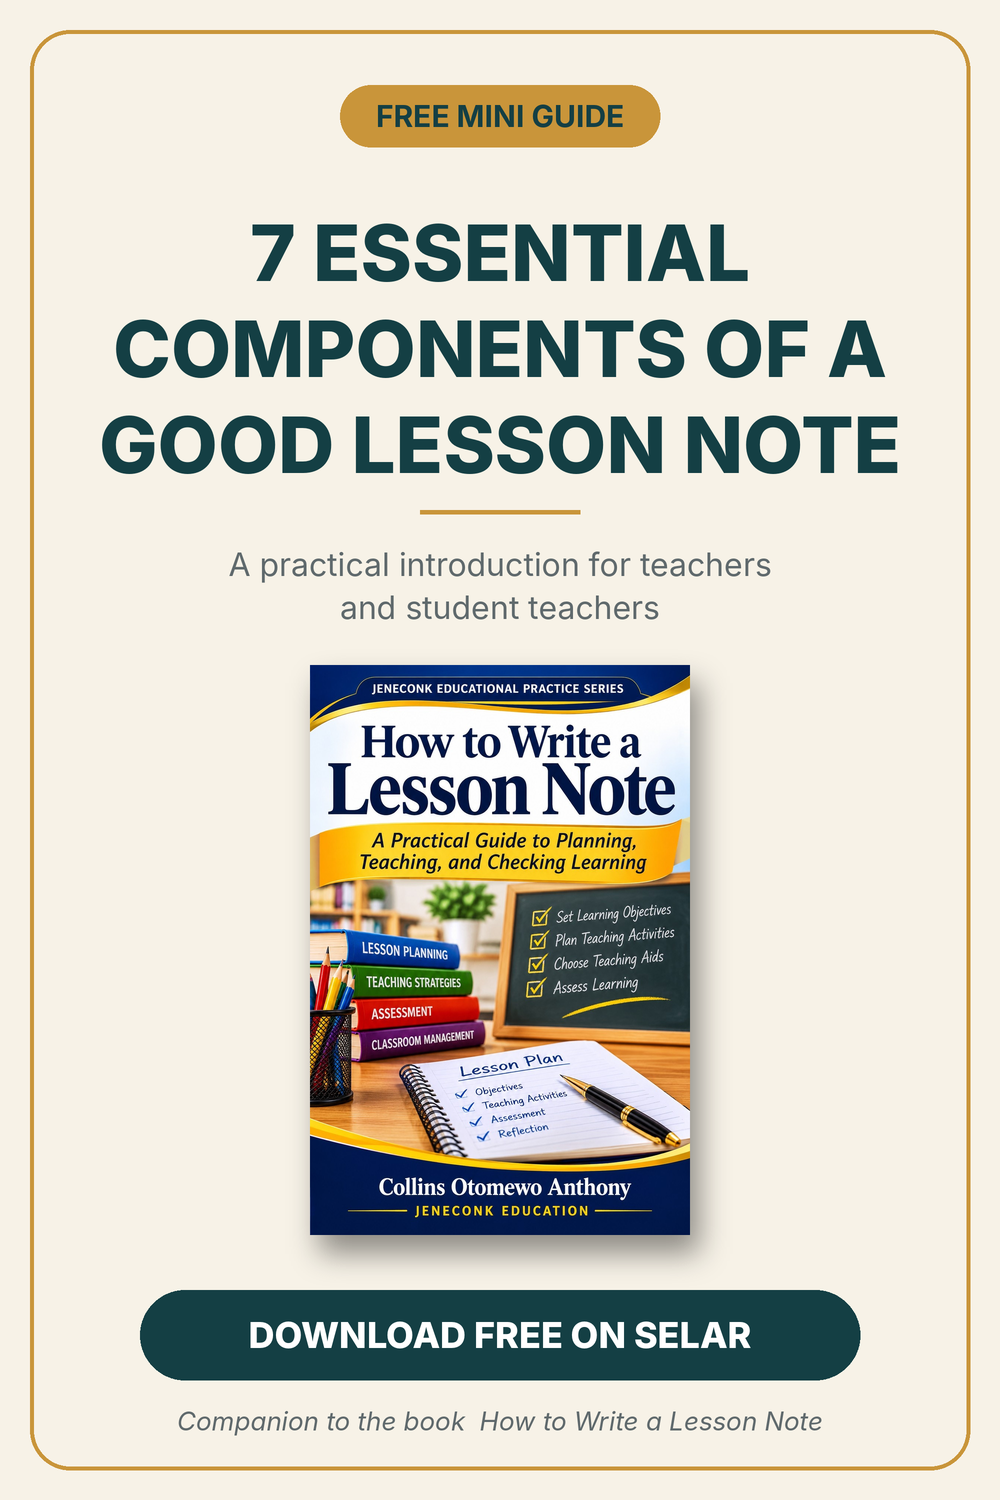 FREE MINI GUIDE
7 ESSENTIAL
COMPONENTS OF A
GOOD LESSON NOTE
A practical introduction for teachers
and student teachers
JENECONK EDUCATIONAL PRACTICE SERIES
How to Write a
Lesson Note
A Practical Guide to Planning,
Teaching, and Checking Learning
Set Learning Objectives
Plan Teaching Activities
Choose Teaching Aids
Assess Learning
LESSON PLANNING
TEACHING STRATEGIES
ASSESSMENT
CLASSROOM MANAGEMENT
Lesson Plan
Objectives
Teaching Activities
Assessment
Reflection
Collins Otomewo Anthony
JENECONK EDUCATION
DOWNLOAD FREE ON SELAR
Companion to the book How to Write a Lesson Note